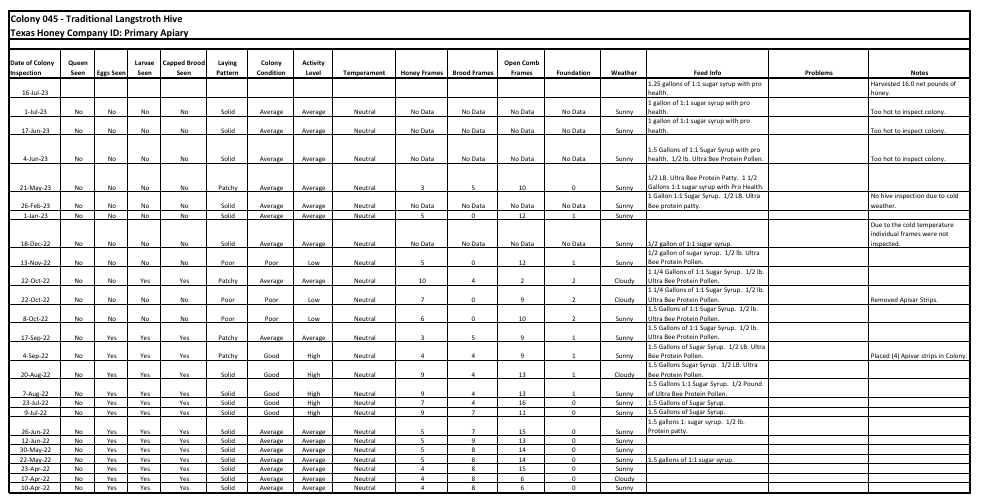 Colony 045 - Traditional Langstroth Hive
Texas Honey Company ID: Primary Apiary
Date of Colony Inspection Queen Seen Eggs Seen Larvae Seen Capped Brood Seen Laying Pattern Colony Condition Activity Level Temperament Honey Frames Brood Frames Open Comb Frames Foundation Weather Feed Info Problems Notes
16-Jul-23 1.25 gallons of 1:1 sugar syrup with pro health. Harvested 16.0 net pounds of honey.
1-Jul-23 No No No No Solid Average Average Neutral No Data No Data No Data No Data Sunny 1 gallon of 1:1 sugar syrup with pro health. Too hot to inspect colony.
17-Jun-23 No No No No Solid Average Average Neutral No Data No Data No Data No Data Sunny 1 gallon of 1:1 sugar syrup with pro health. Too hot to inspect colony.
4-Jun-23 No No No No Solid Average Average Neutral No Data No Data No Data No Data Sunny 1.5 Gallons of 1:1 Sugar Syrup with pro health. 1/2 lb. Ultra Bee Protein Pollen. Too hot to inspect colony.
21-May-23 No No No No Patchy Average Average Neutral 3 5 10 0 Sunny 1/2 LB. Ultra Bee Protein Patty. 1 1/2 Gallons 1:1 sugar syrup with Pro Health.
26-Feb-23 No No No No Solid Average Average Neutral No Data No Data No Data No Data Sunny 1 Gallon 1:1 Sugar Syrup. 1/2 LB. Ultra Bee protein patty. No hive inspection due to cold weather.
1-Jan-23 No No No No Solid Average Average Neutral 5 0 12 1 Sunny
18-Dec-22 No No No No Solid Average Average Neutral No Data No Data No Data No Data Sunny 1/2 gallon of 1:1 sugar syrup. Due to the cold temperature individual frames were not inspected.
13-Nov-22 No No No No Poor Poor Low Neutral 5 0 12 1 Sunny 1/2 gallon of sugar syrup. 1/2 lb. Ultra Bee Protein Pollen.
22-Oct-22 No No Yes Yes Patchy Average Average Neutral 10 4 2 2 Cloudy 1 1/4 Gallons of 1:1 Sugar Syrup. 1/2 lb. Ultra Bee Protein Pollen.
22-Oct-22 No No No No Poor Poor Low Neutral 7 0 9 2 Cloudy 1 1/4 Gallons of 1:1 Sugar Syrup. 1/2 lb. Ultra Bee Protein Pollen. Removed Apivar Strips.
8-Oct-22 No No No No Poor Poor Low Neutral 6 0 10 2 Sunny 1.5 Gallons of 1:1 Sugar Syrup. 1/2 lb. Ultra Bee Protein Pollen.
17-Sep-22 No Yes Yes Yes Patchy Average Average Neutral 3 5 9 1 Sunny 1.5 Gallons of 1:1 Sugar Syrup. 1/2 lb. Ultra Bee Protein Pollen.
4-Sep-22 No Yes Yes Yes Patchy Good High Neutral 4 4 9 1 Sunny 1.5 Gallons of Sugar Syrup. 1/2 LB. Ultra Bee Protein Pollen. Placed (4) Apivar strips in Colony.
20-Aug-22 No Yes Yes Yes Solid Good High Neutral 9 4 13 1 Cloudy 1.5 Gallons Sugar Syrup. 1/2 LB. Ultra Bee Protein Pollen.
7-Aug-22 No Yes Yes Yes Solid Good High Neutral 9 4 13 1 Sunny 1.5 Gallons 1:1 Sugar Syrup. 1/2 Pound of Ultra Bee Protein Pollen.
23-Jul-22 No Yes Yes Yes Solid Good High Neutral 7 4 16 0 Sunny 1.5 Gallons of Sugar Syrup.
9-Jul-22 No Yes Yes Yes Solid Good High Neutral 9 7 11 0 Sunny 1.5 Gallons of Sugar Syrup.
26-Jun-22 No Yes Yes Yes Solid Average Average Neutral 5 7 15 0 Sunny 1.5 gallons 1: sugar syrup. 1/2 lb. Protein patty.
12-Jun-22 No Yes Yes Yes Solid Average Average Neutral 5 9 13 0 Sunny
30-May-22 No Yes Yes Yes Solid Average Average Neutral 5 8 14 0 Sunny
22-May-22 No Yes Yes Yes Solid Average Average Neutral 5 8 14 0 Sunny 1.5 gallons of 1:1 sugar syrup.
23-Apr-22 No Yes Yes Yes Solid Average Average Neutral 4 8 15 0 Sunny
17-Apr-22 No Yes Yes Yes Solid Average Average Neutral 4 8 6 0 Cloudy
10-Apr-22 No Yes Yes Yes Solid Average Average Neutral 4 8 6 0 Sunny